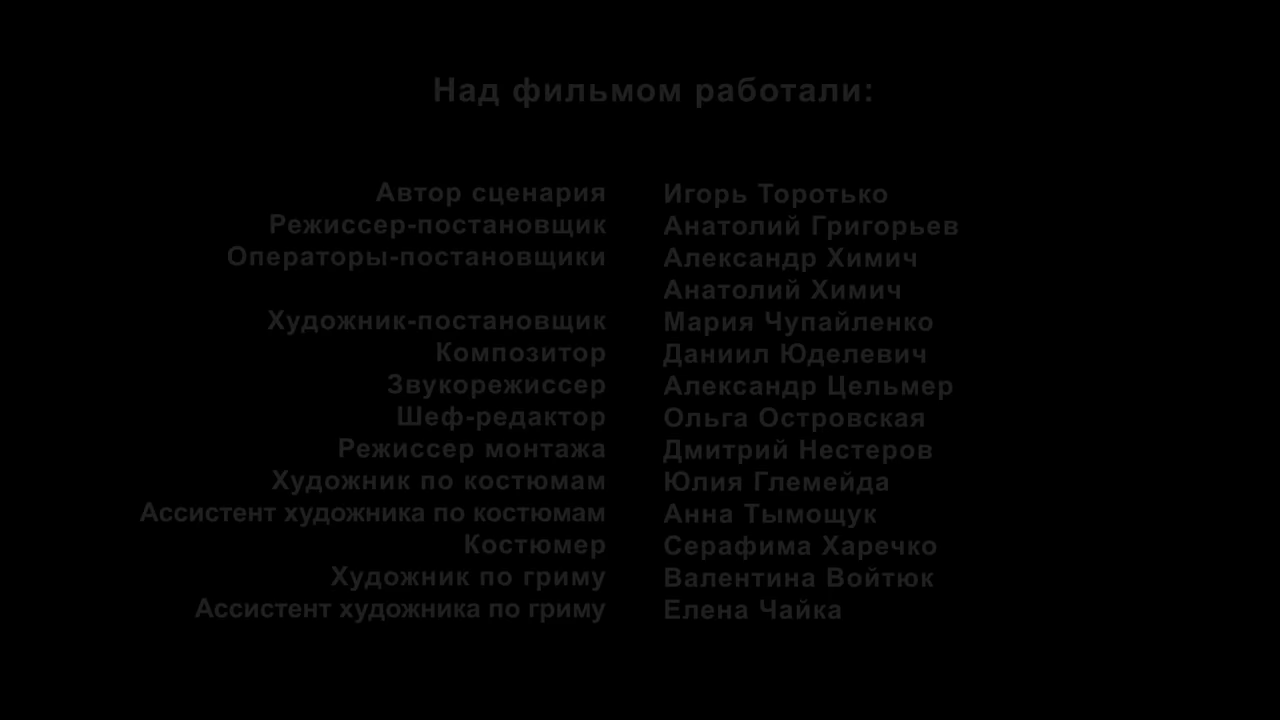 Над фильмом работали:
Автор сценария Игорь Торотько
Режиссер-постановщик Анатолий Григорьев
Операторы-постановщики Александр Химич
Анатолий Химич
Художник-постановщик Мария Чупайленко
Композитор Даниил Юделевич
Звукорежиссер Александр Цельмер
Шеф-редактор Ольга Островская
Режиссер монтажа Дмитрий Нестеров
Художник по костюмам Юлия Глемейда
Ассистент художника по костюмам Анна Тымощук
Костюмер Серафима Харечко
Художник по гриму Валентина Войтюк
Ассистент художника по гриму Елена Чайка